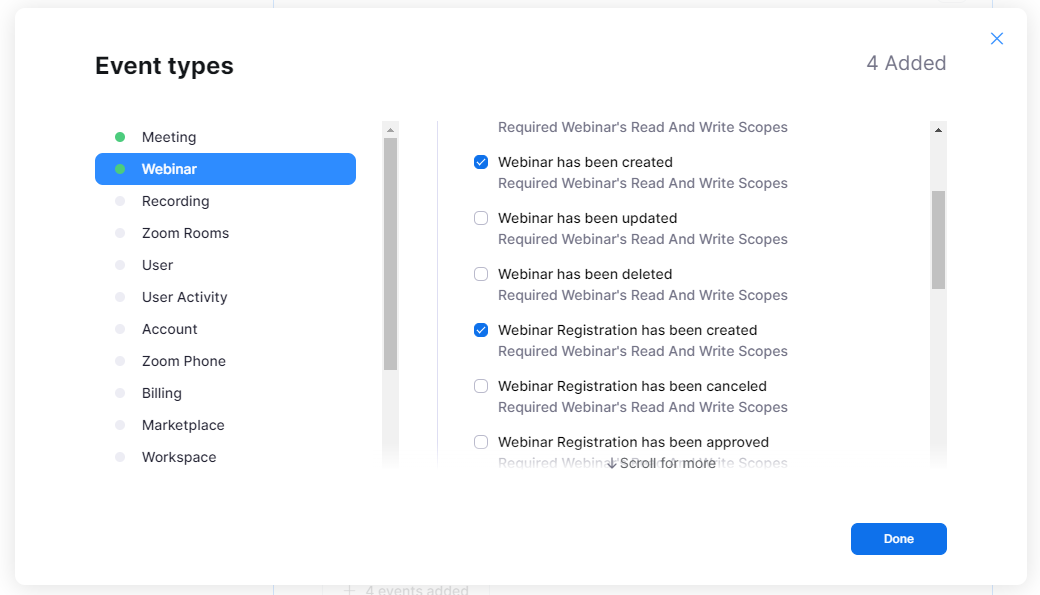 Event types
4 Added
Meeting
Webinar
Recording
Zoom Rooms
User
User Activity
Account
Zoom Phone
Billing
Marketplace
Workspace
Required Webinar's Read And Write Scopes
Webinar has been created
Required Webinar's Read And Write Scopes
Webinar has been updated
Required Webinar's Read And Write Scopes
Webinar has been deleted
Required Webinar's Read And Write Scopes
Webinar Registration has been created
Required Webinar's Read And Write Scopes
Webinar Registration has been canceled
Required Webinar's Read And Write Scopes
Webinar Registration has been approved
Required Webinar's Read And Write Scopes
↓ Scroll for more
Done
+ 4 events added